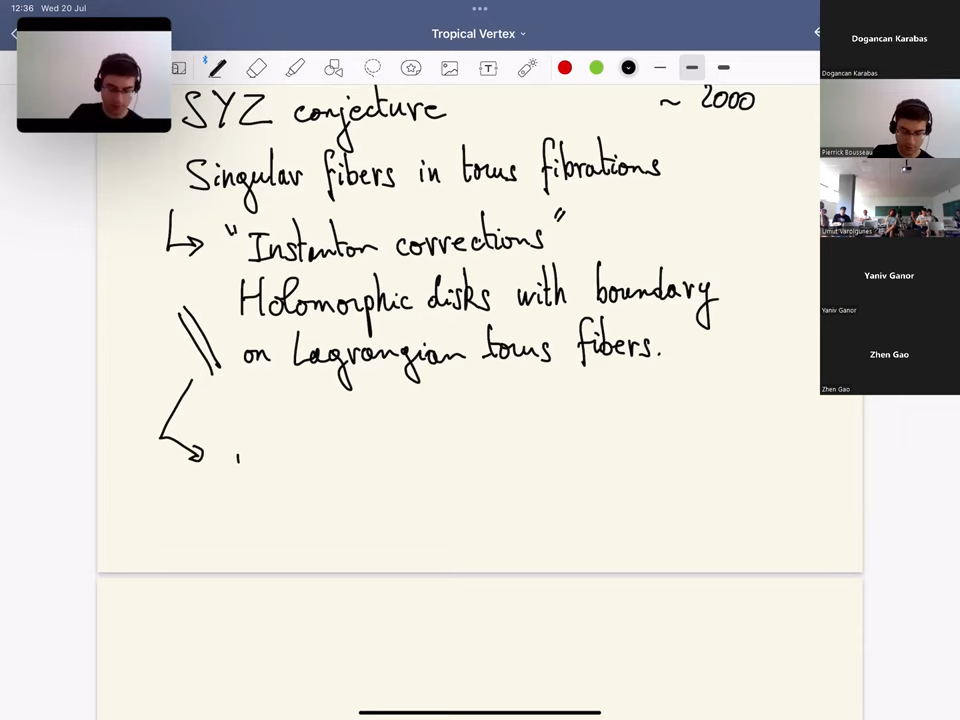 12:36 Wed 20 Jul
Tropical Vertex
SYZ conjecture ~ 2000
Singular fibers in torus fibrations
"Instanton corrections"
Holomorphic disks with boundary
on Lagrangian torus fibers.
Dogancan Karabas
Dogancan Karabas
Pierrick Bousseau
Umut Varolgunes
Yaniv Ganor
Yaniv Ganor
Zhen Gao
Zhen Gao